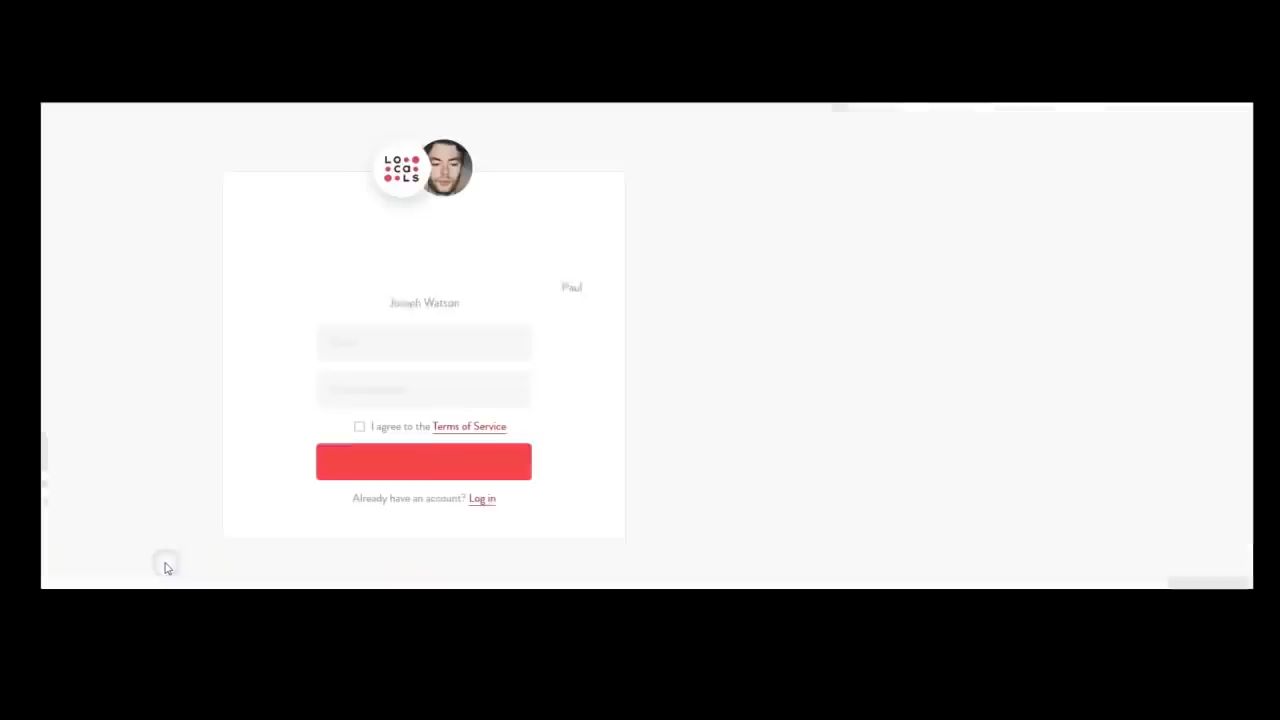 LO
CA
LS
Paul
Joseph Watson
I agree to the Terms of Service
Already have an account? Log in